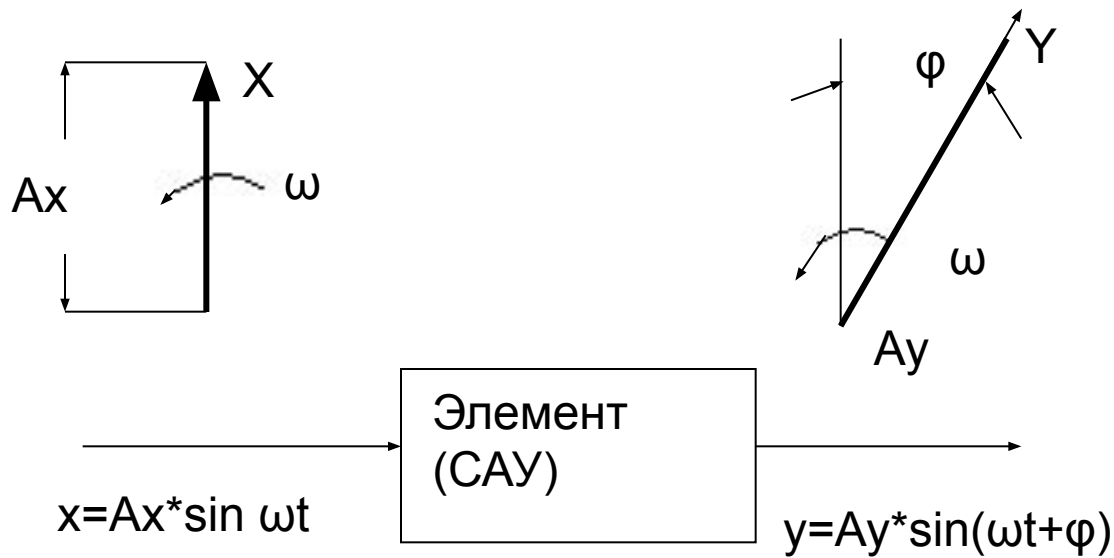 X
Ax
ω
φ
Y
ω
Ay
Элемент
(САУ)
x=Ax*sin ωt
y=Ay*sin(ωt+φ)